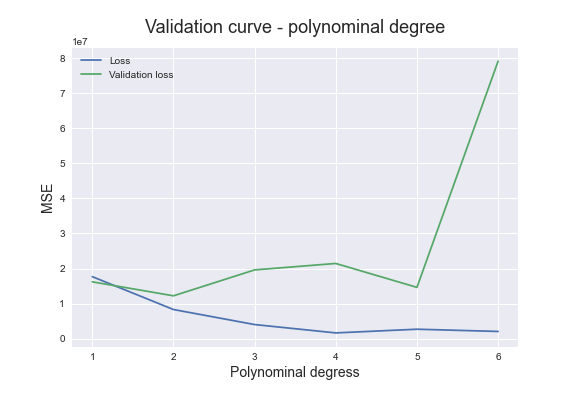 Validation curve - polynominal degree
1e7
Loss
Validation loss
8
7
6
5
4
3
2
1
0
MSE
1 2 3 4 5 6
Polynominal degress